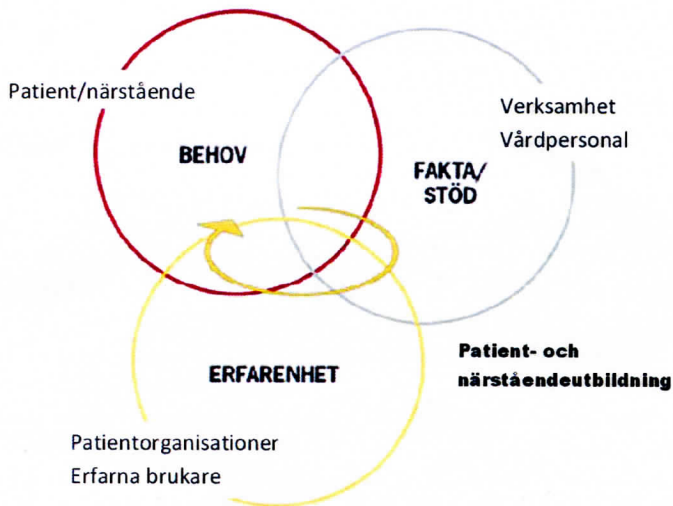 Patient/närstående
BEHOV
Verksamhet
Vårdpersonal
FAKTA/
STÖD
ERFARENHET
Patient- och
närståendeutbildning
Patientorganisationer
Erfarna brukare